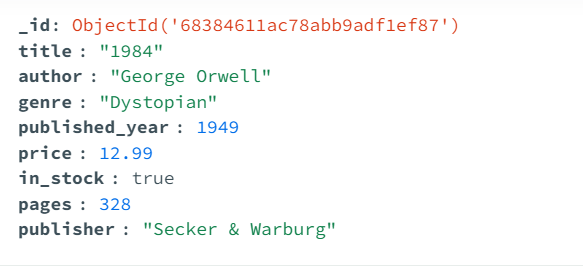 _id: ObjectId('68384611ac78abb9adf1ef87')
title : "1984"
author : "George Orwell"
genre : "Dystopian"
published_year : 1949
price : 12.99
in_stock : true
pages : 328
publisher : "Secker & Warburg"